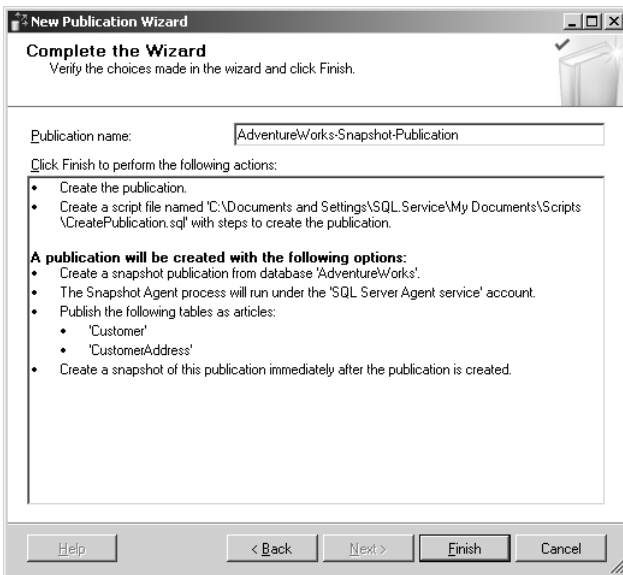 New Publication Wizard
Complete the Wizard
Verify the choices made in the wizard and click Finish.
Publication name:
AdventureWorks-Snapshot-Publication
Click Finish to perform the following actions:
• Create the publication.
• Create a script file named 'C:\Documents and Settings\SQL.Service\My Documents\Scripts
\CreatePublication.sql' with steps to create the publication.
A publication will be created with the following options:
• Create a snapshot publication from database 'AdventureWorks'.
• The Snapshot Agent process will run under the 'SQL Server Agent service' account.
• Publish the following tables as articles:
• 'Customer'
• 'CustomerAddress'
• Create a snapshot of this publication immediately after the publication is created.
Help
< Back
Next >
Finish
Cancel